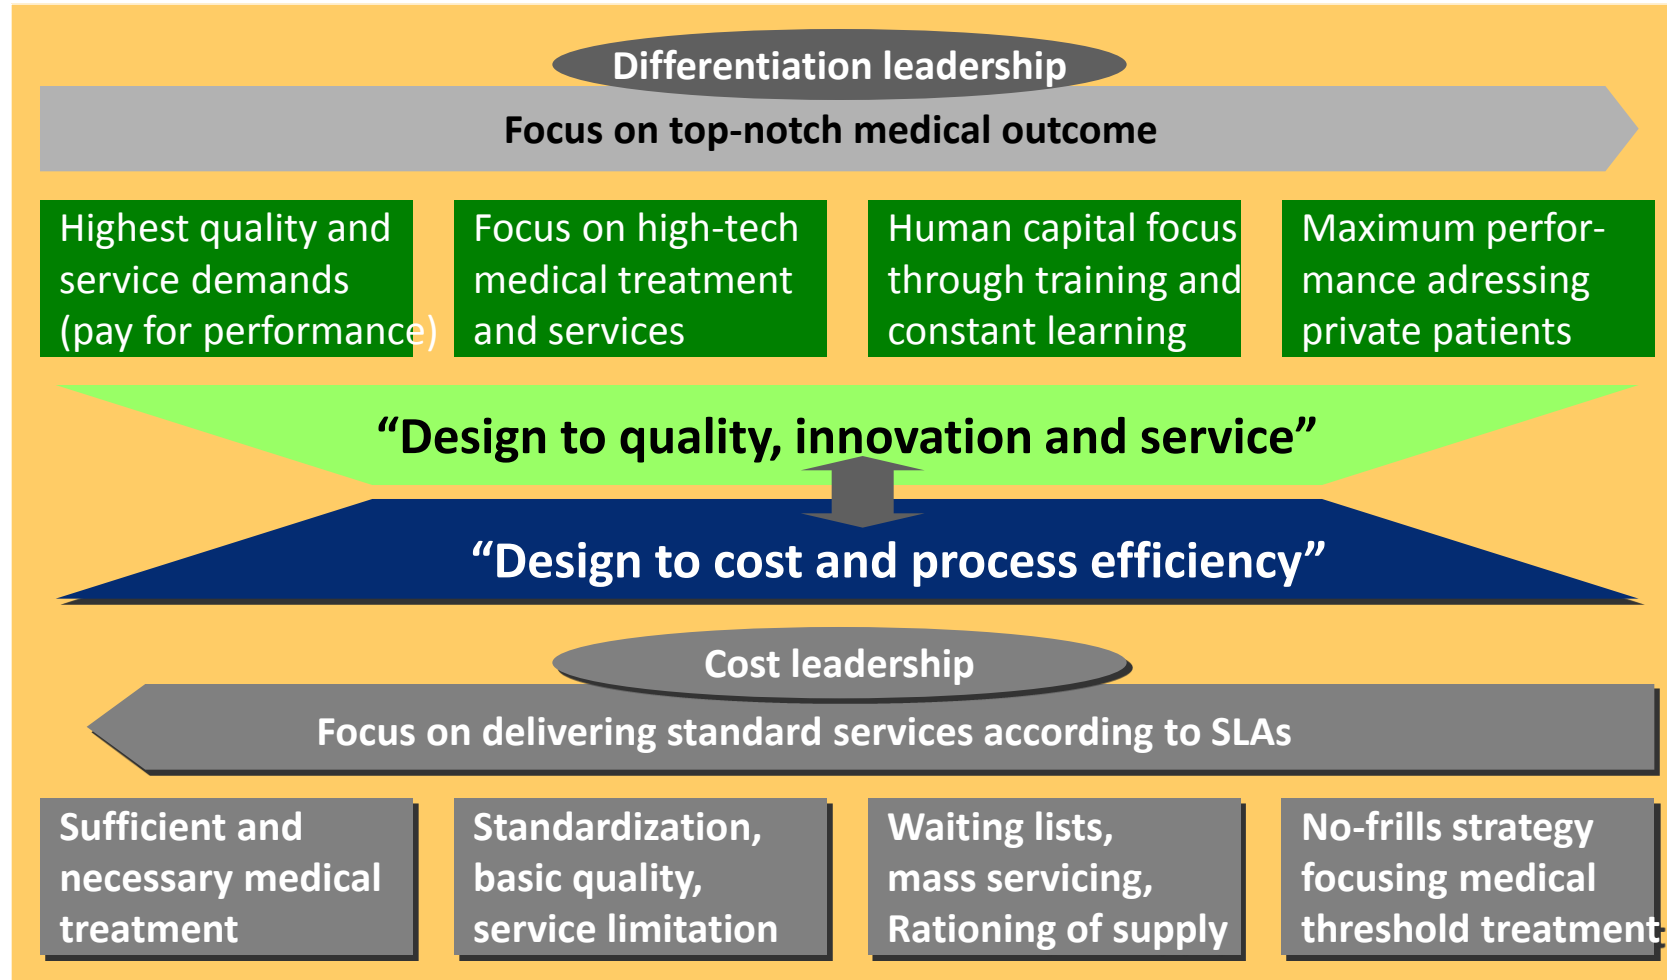 Differentiation leadership
Focus on top-notch medical outcome
Highest quality and
service demands
(pay for performance)
Focus on high-tech
medical treatment
and services
Human capital focus
through training and
constant learning
Maximum perfor-
mance adressing
private patients
“Design to quality, innovation and service”
“Design to cost and process efficiency”
Cost leadership
Focus on delivering standard services according to SLAs
Sufficient and
necessary medical
treatment
Standardization,
basic quality,
service limitation
Waiting lists,
mass servicing,
Rationing of supply
No-frills strategy
focusing medical
threshold treatment